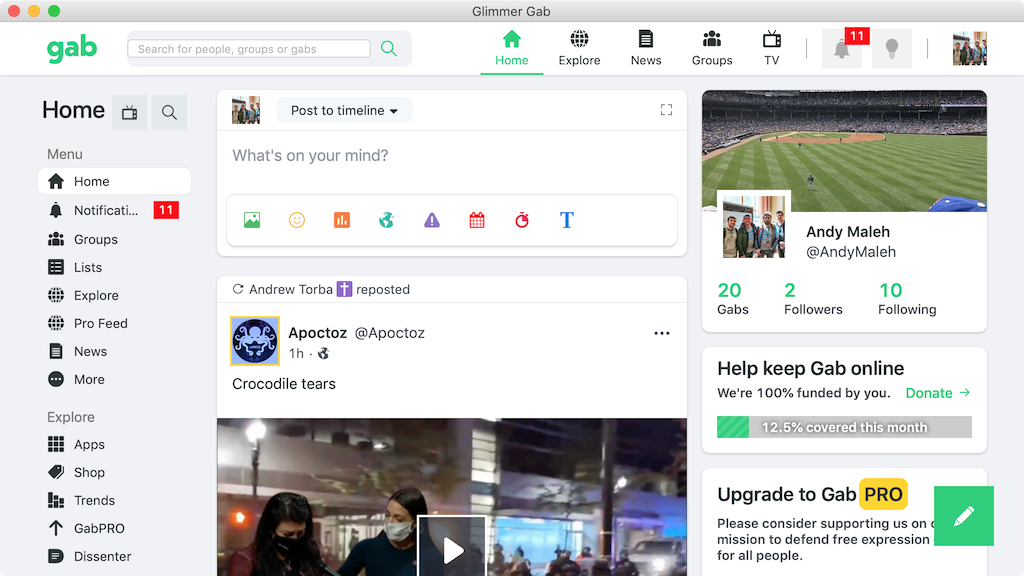 Glimmer Gab
gab
Search for people, groups or gabs
Home
Explore
News
Groups
TV
11
Home
Menu
Home
Notificati...
11
Groups
Lists
Explore
Pro Feed
News
More
Explore
Apps
Shop
Trends
GabPRO
Dissenter
Post to timeline
What's on your mind?
T
Andrew Torba ✝️ reposted
Apoctoz @Apoctoz
1h ·
Crocodile tears
Andy Maleh
@AndyMaleh
20
Gabs
2
Followers
10
Following
Help keep Gab online
We're 100% funded by you. Donate →
12.5% covered this month
Upgrade to Gab PRO
Please consider supporting us on
mission to defend free expression
for all people.